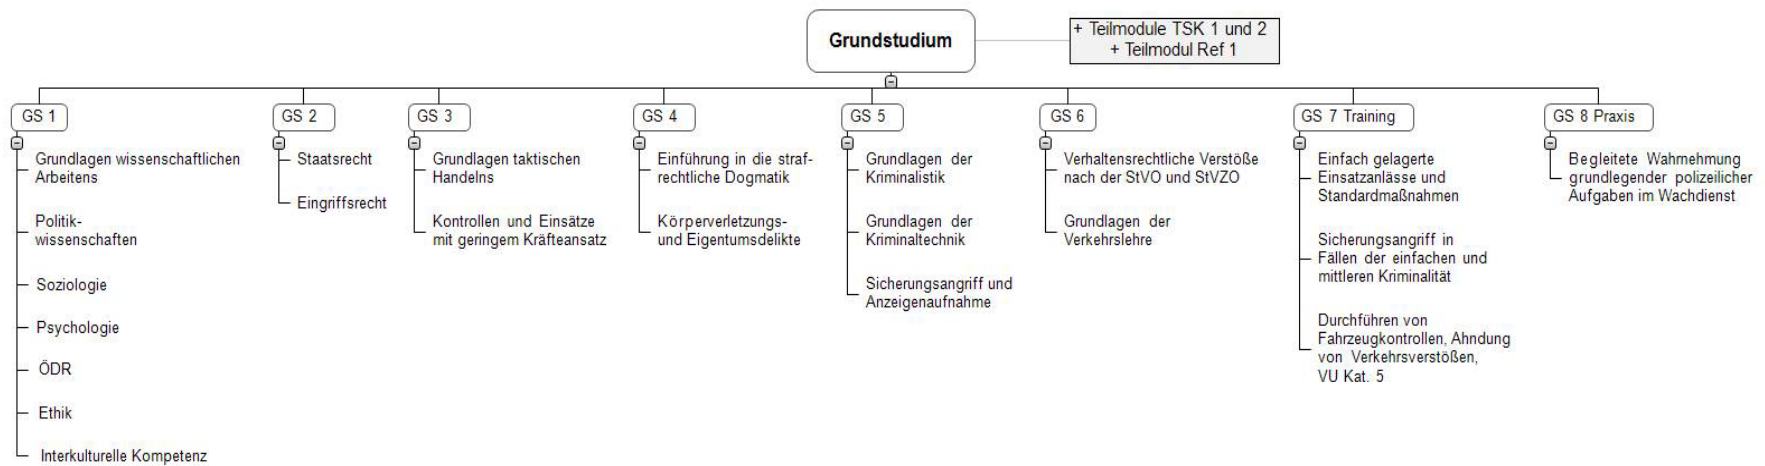 Grundstudium
+ Teilmodule TSK 1 und 2
+ Teilmodul Ref 1
GS 1
Grundlagen wissenschaftlichen
Arbeitens
Politik-
wissenschaften
Soziologie
Psychologie
ÖDR
Ethik
Interkulturelle Kompetenz
GS 2
Staatsrecht
Eingriffsrecht
GS 3
Grundlagen taktischen
Handelns
Kontrollen und Einsätze
mit geringem Kräfteansatz
GS 4
Einführung in die straf-
rechtliche Dogmatik
Körperverletzungs-
und Eigentumsdelikte
GS 5
Grundlagen der
Kriminalistik
Grundlagen der
Kriminaltechnik
Sicherungsangriff und
Anzeigenaufnahme
GS 6
Verhaltensrechtliche Verstöße
nach der StVO und StVZO
Grundlagen der
Verkehrslehre
GS 7 Training
Einfach gelagerte
Einsatzanlässe und
Standardmaßnahmen
Sicherungsangriff in
Fällen der einfachen und
mittleren Kriminalität
Durchführen von
Fahrzeugkontrollen, Ahndung
von Verkehrsverstößen,
VU Kat. 5
GS 8 Praxis
Begleitete Wahrnehmung
grundlegender polizeilicher
Aufgaben im Wachdienst